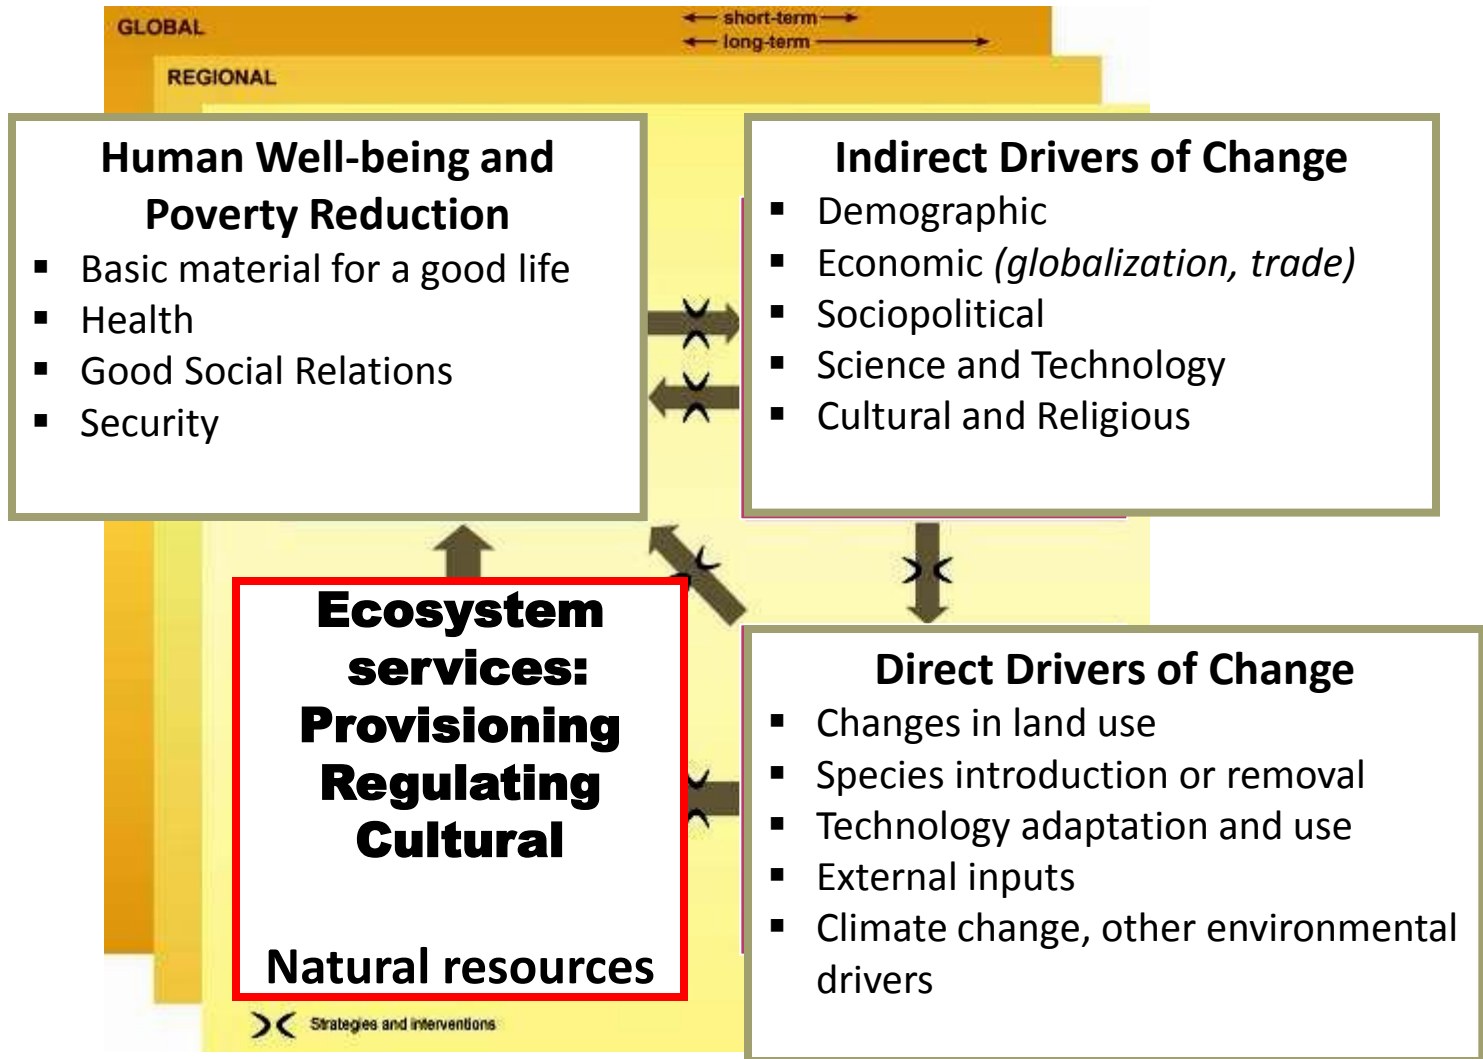 GLOBAL
short-term
long-term
REGIONAL
Human Well-being and
Poverty Reduction
▪ Basic material for a good life
▪ Health
▪ Good Social Relations
▪ Security
Indirect Drivers of Change
▪ Demographic
▪ Economic (globalization, trade)
▪ Sociopolitical
▪ Science and Technology
▪ Cultural and Religious
Ecosystem
services:
Provisioning
Regulating
Cultural
Natural resources
Direct Drivers of Change
▪ Changes in land use
▪ Species introduction or removal
▪ Technology adaptation and use
▪ External inputs
▪ Climate change, other environmental
drivers
Strategies and interventions